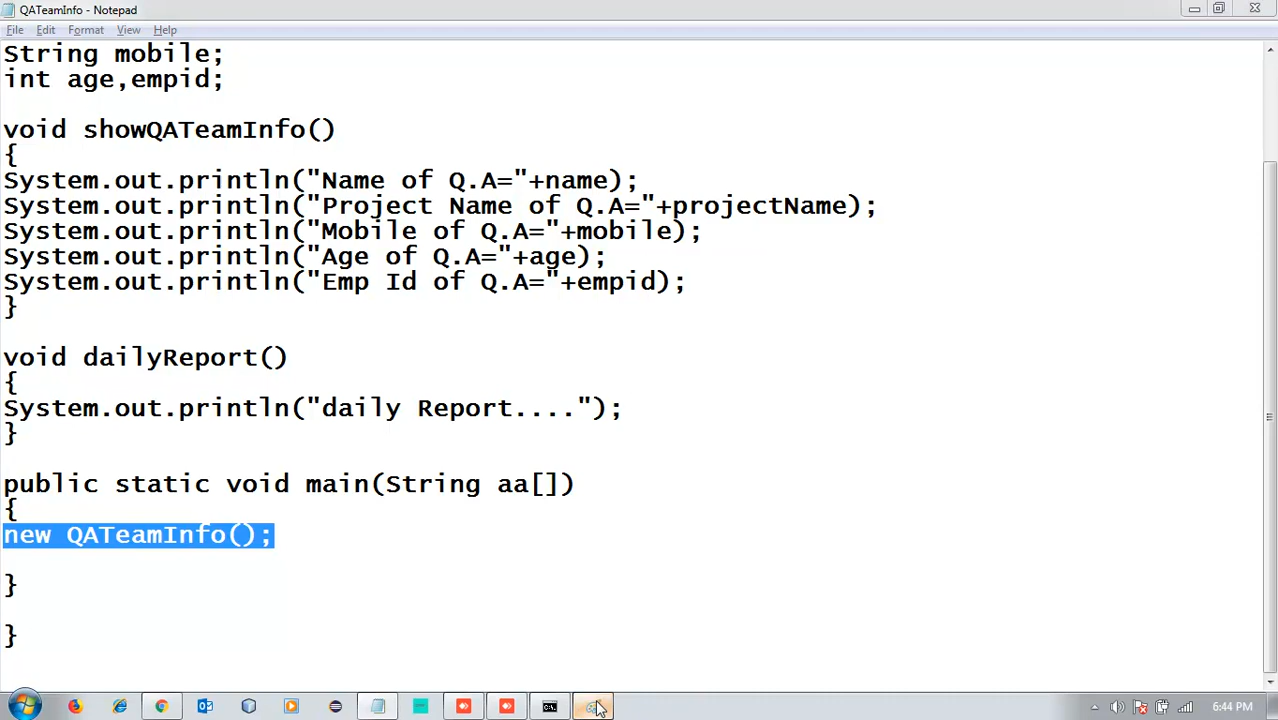 QATeamInfo - Notepad
File Edit Format View Help
String mobile;
int age,empid;
void showQATeamInfo()
{
System.out.println("Name of Q.A="+name);
System.out.println("Project Name of Q.A="+projectName);
System.out.println("Mobile of Q.A="+mobile);
System.out.println("Age of Q.A="+age);
System.out.println("Emp Id of Q.A="+empid);
}
void dailyReport()
{
System.out.println("daily Report....");
}
public static void main(String aa[])
{
new QATeamInfo();
}
}
6:44 PM